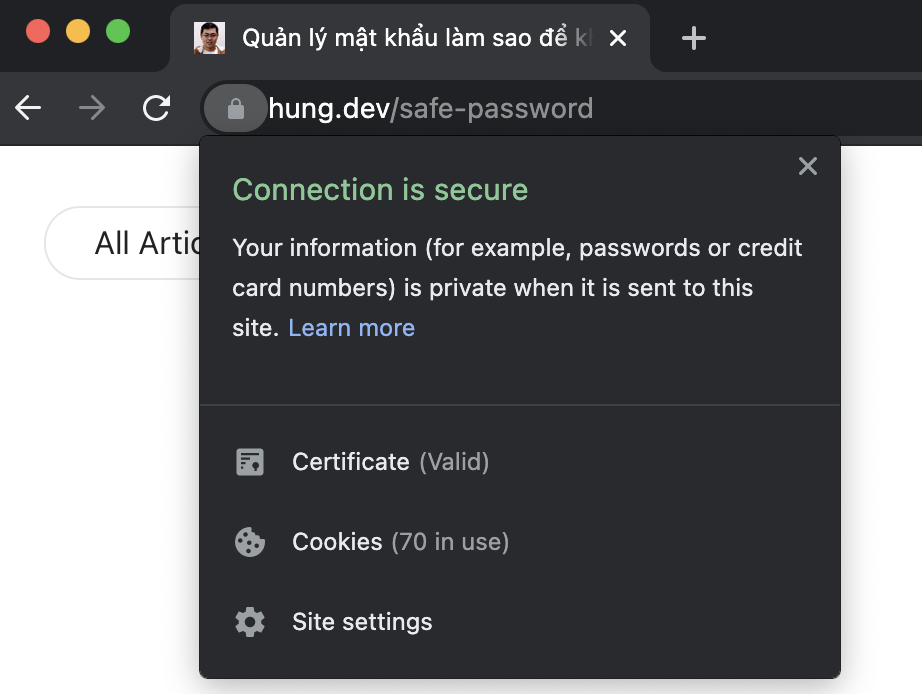 Quản lý mật khẩu làm sao để
hung.dev/safe-password
All Artic
Connection is secure
Your information (for example, passwords or credit
card numbers) is private when it is sent to this
site. Learn more
Certificate (Valid)
Cookies (70 in use)
Site settings